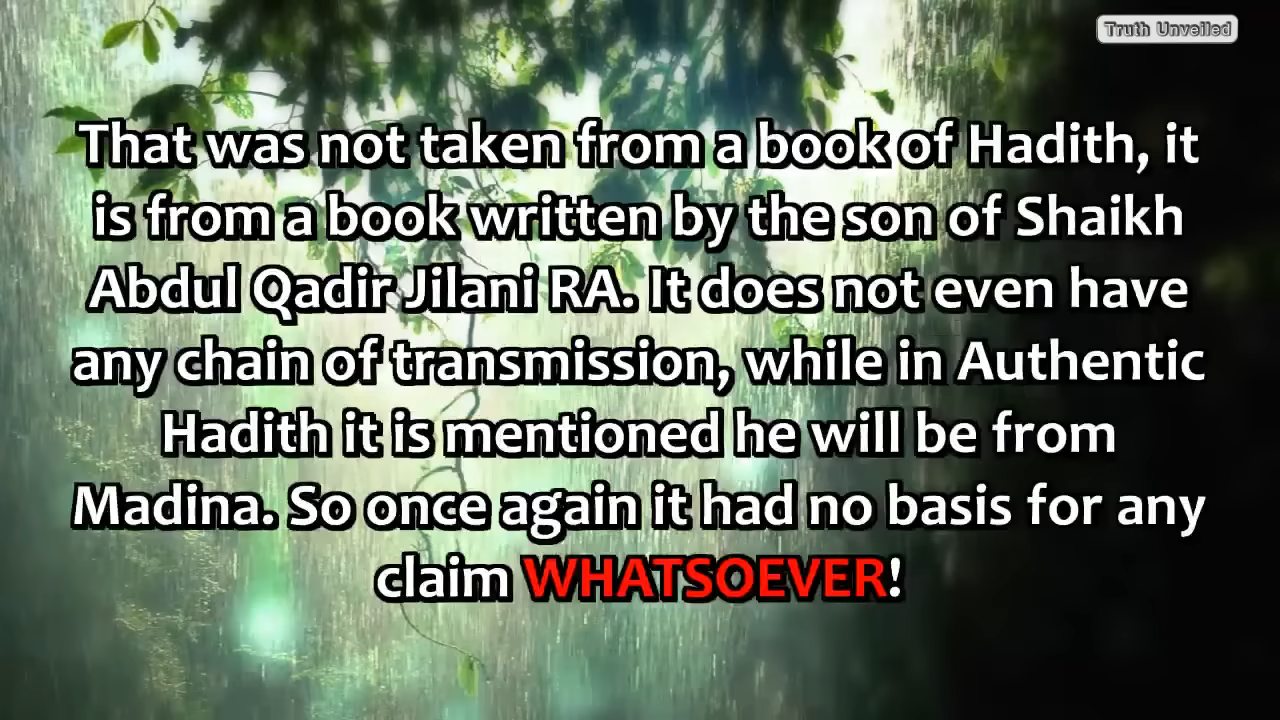 Truth Unveiled
That was not taken from a book of Hadith, it
is from a book written by the son of Shaikh
Abdul Qadir Jilani RA. It does not even have
any chain of transmission, while in Authentic
Hadith it is mentioned he will be from
Madina. So once again it had no basis for any
claim WHATSOEVER!